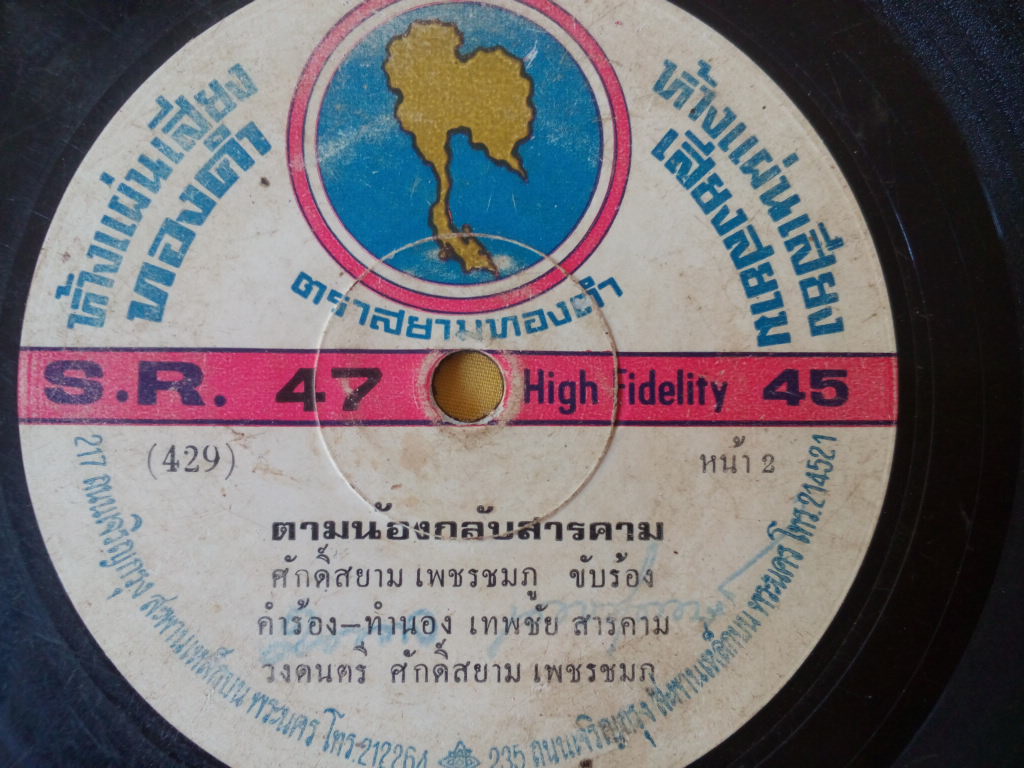 ห้างแผ่นเสียง
ทองคำ
ห้างแผ่นเสียง
เสียงสยาม
ตราสยามทองคำ
S.R. 47 High Fidelity 45
(429) หน้า 2
ตามน้องกลับสารคาม
ศักดิ์สยาม เพชรชมภู ขับร้อง
คำร้อง-ทำนอง เทพชัย สารคาม
วงดนตรี ศักดิ์สยาม เพชรชมภู
217 ถนนเจริญกรุง สะพานเหล็กบน พระนคร โทร.212264
235 ถนนเจริญกรุง สะพานเหล็กบน พระนคร โทร.214521